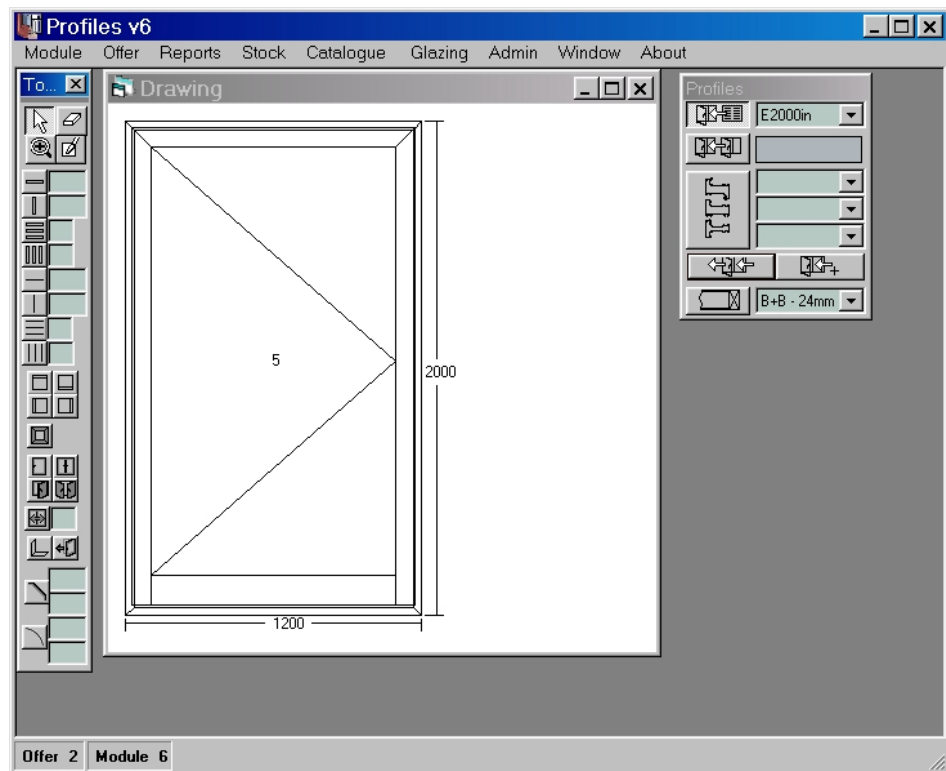 Profiles v6
Module Offer Reports Stock Catalogue Glazing Admin Window About
To...
Drawing
Profiles
E2000in
B+B - 24mm
5
2000
1200
Offer 2 Module 6